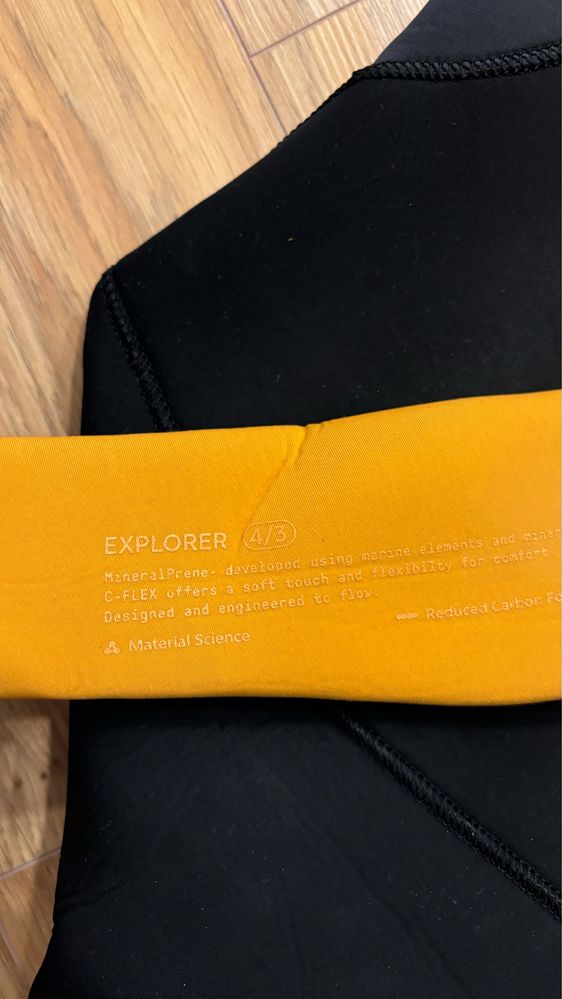 EXPLORER 4/3
MineralPrene- developed using marine elements and
C-FLEX offers a soft touch and flexibilty for comfort.
Designed and engineered to flow.
Material Science
Reduced Carbon